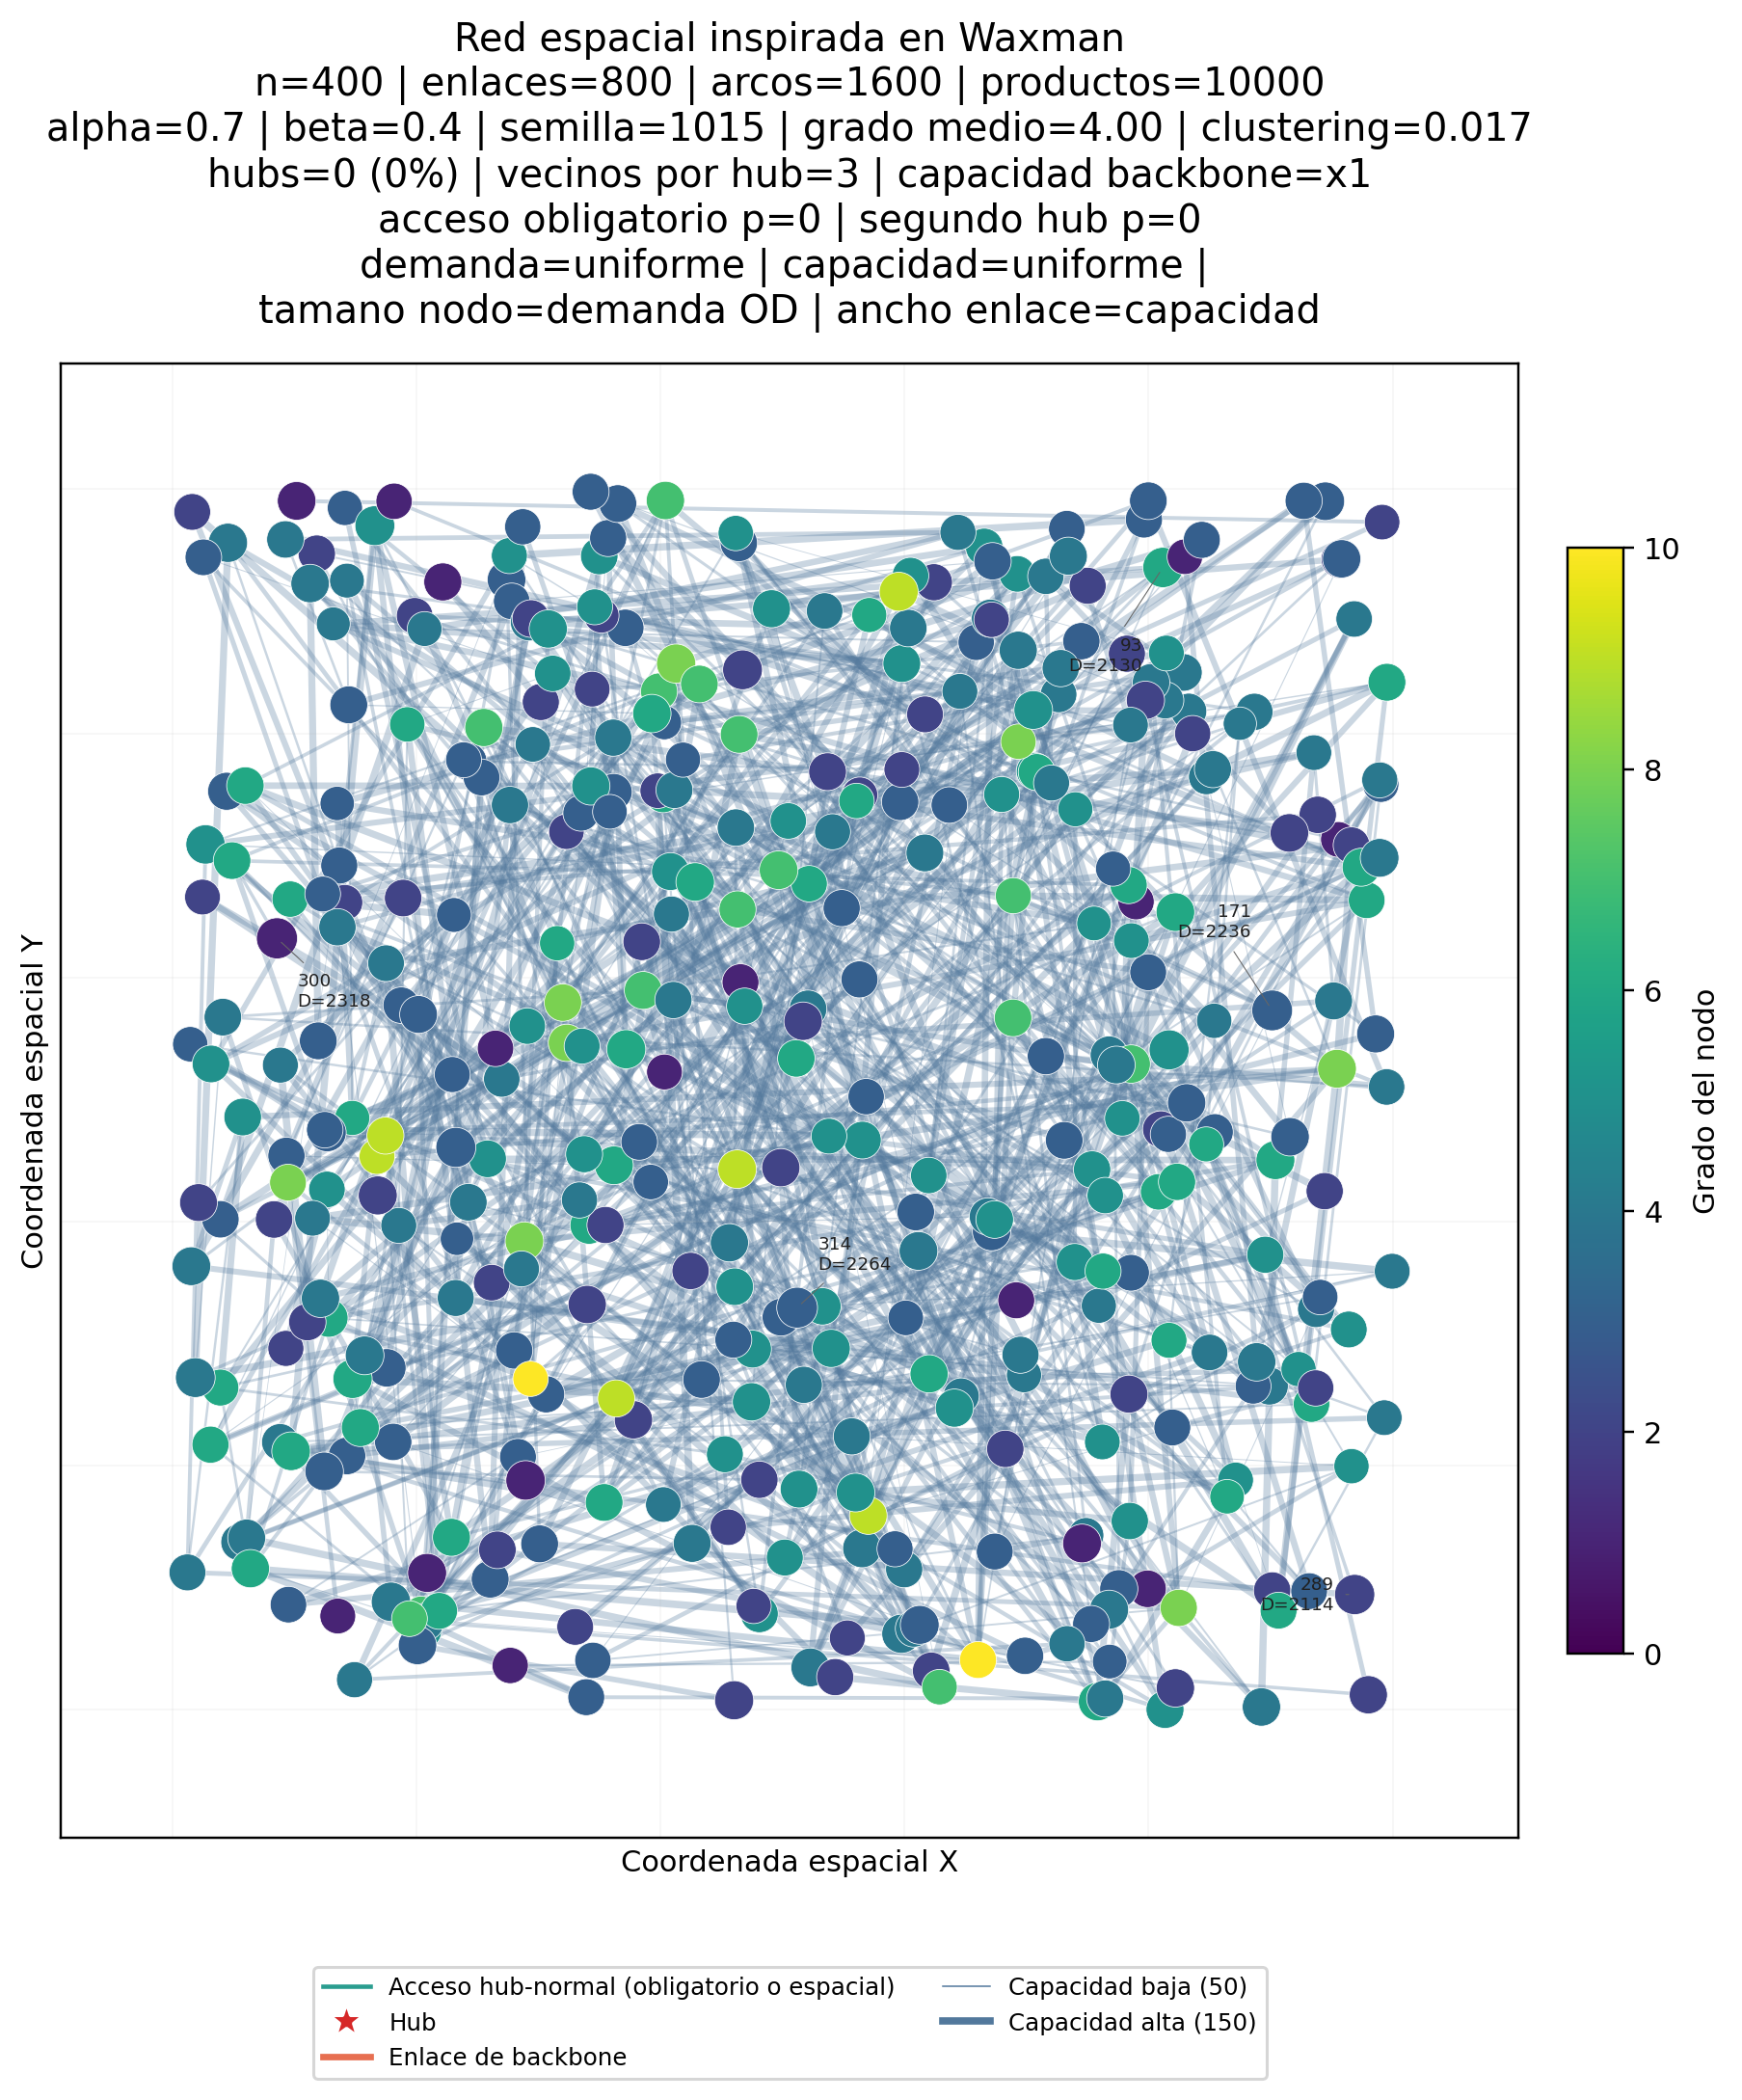 Red espacial inspirada en Waxman
n=400 | enlaces=800 | arcos=1600 | productos=10000
alpha=0.7 | beta=0.4 | semilla=1015 | grado medio=4.00 | clustering=0.017
hubs=0 (0%) | vecinos por hub=3 | capacidad backbone=x1
acceso obligatorio p=0 | segundo hub p=0
demanda=uniforme | capacidad=uniforme |
tamano nodo=demanda OD | ancho enlace=capacidad
93
D=2130
171
D=2236
300
D=2318
314
D=2264
289
D=2114
Coordenada espacial Y
Coordenada espacial X
10
8
6
4
2
0
Grado del nodo
Acceso hub-normal (obligatorio o espacial)
Hub
Enlace de backbone
Capacidad baja (50)
Capacidad alta (150)